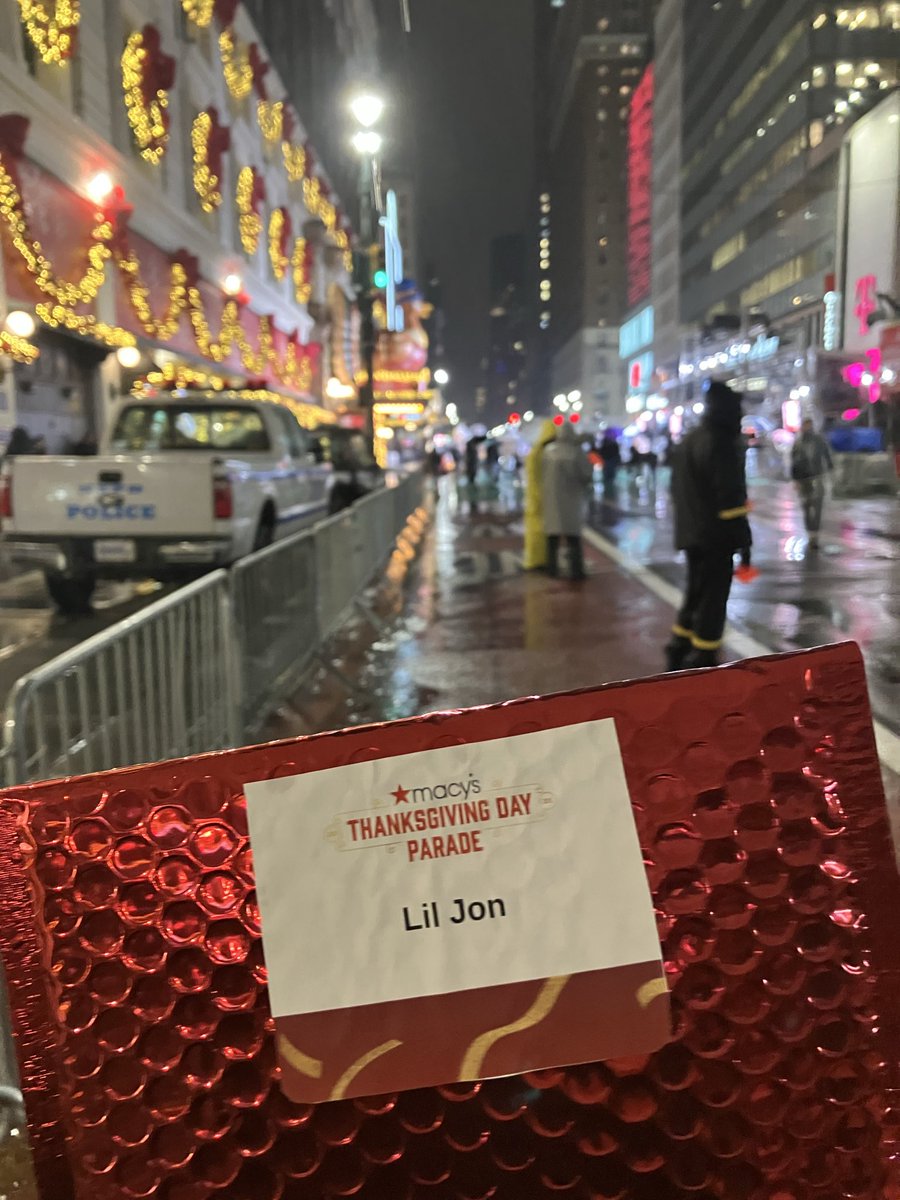 POLICE
macy's
THANKSGIVING DAY
PARADE
Lil Jon